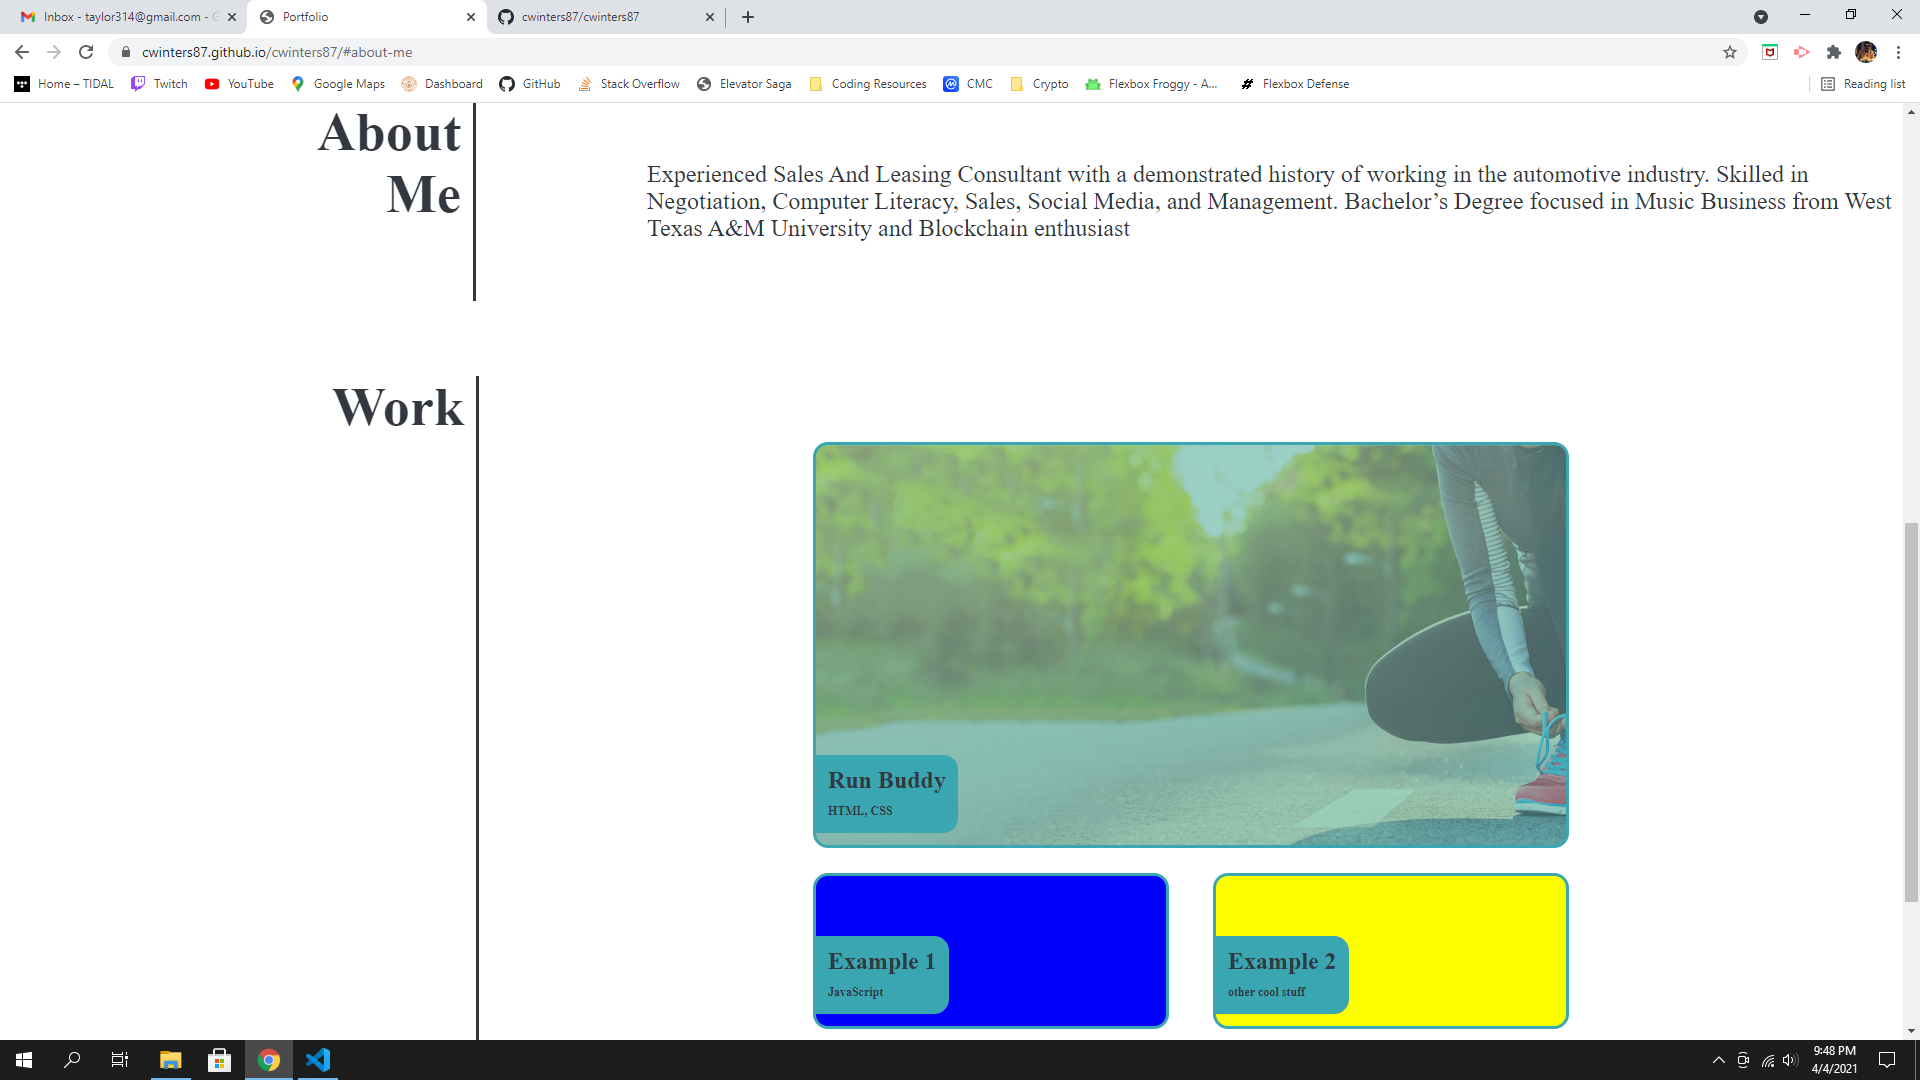 Inbox - taylor314@gmail.com - G
Portfolio
cwinters87/cwinters87
cwinters87.github.io/cwinters87/#about-me
Home – TIDAL
Twitch
YouTube
Google Maps
Dashboard
GitHub
Stack Overflow
Elevator Saga
Coding Resources
CMC
Crypto
Flexbox Froggy - A...
Flexbox Defense
Reading list
About
Me
Experienced Sales And Leasing Consultant with a demonstrated history of working in the automotive industry. Skilled in
Negotiation, Computer Literacy, Sales, Social Media, and Management. Bachelor’s Degree focused in Music Business from West
Texas A&M University and Blockchain enthusiast
Work
Run Buddy
HTML, CSS
Example 1
JavaScript
Example 2
other cool stuff
9:48 PM
4/4/2021